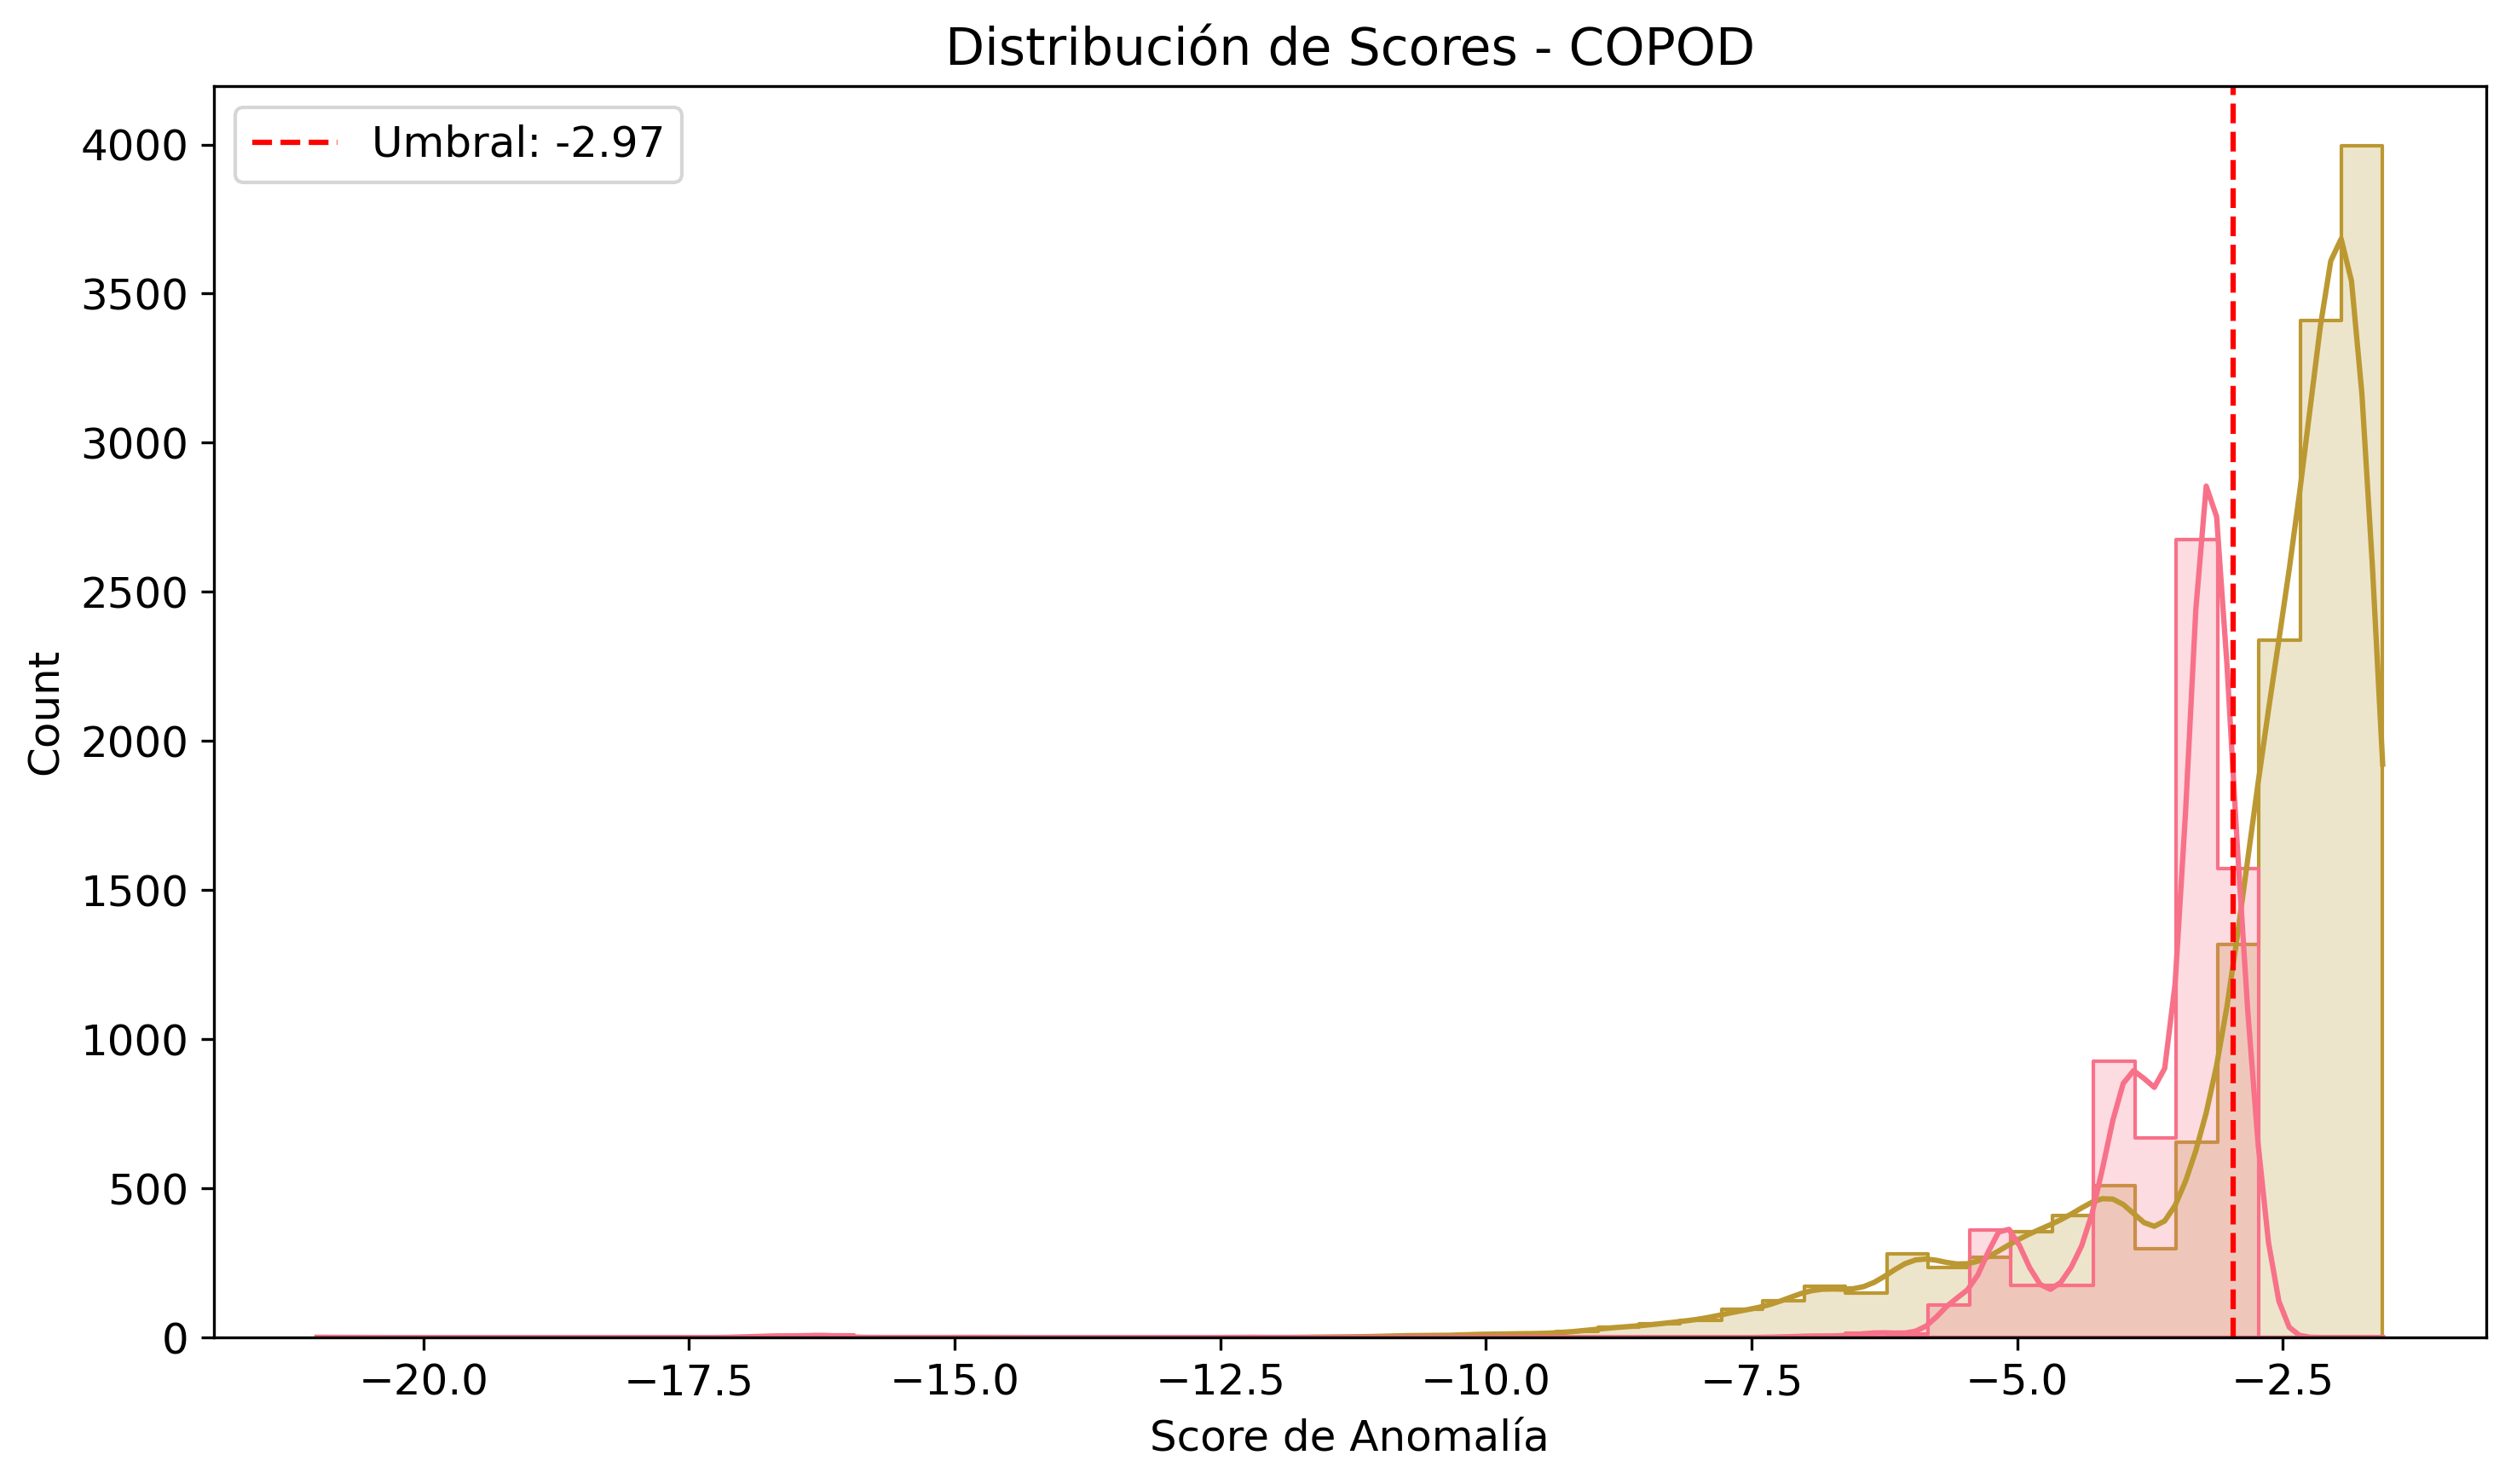 Distribución de Scores - COPOD
Umbral: -2.97
4000
3500
3000
2500
2000
1500
1000
500
0
Count
−20.0 −17.5 −15.0 −12.5 −10.0 −7.5 −5.0 −2.5
Score de Anomalía